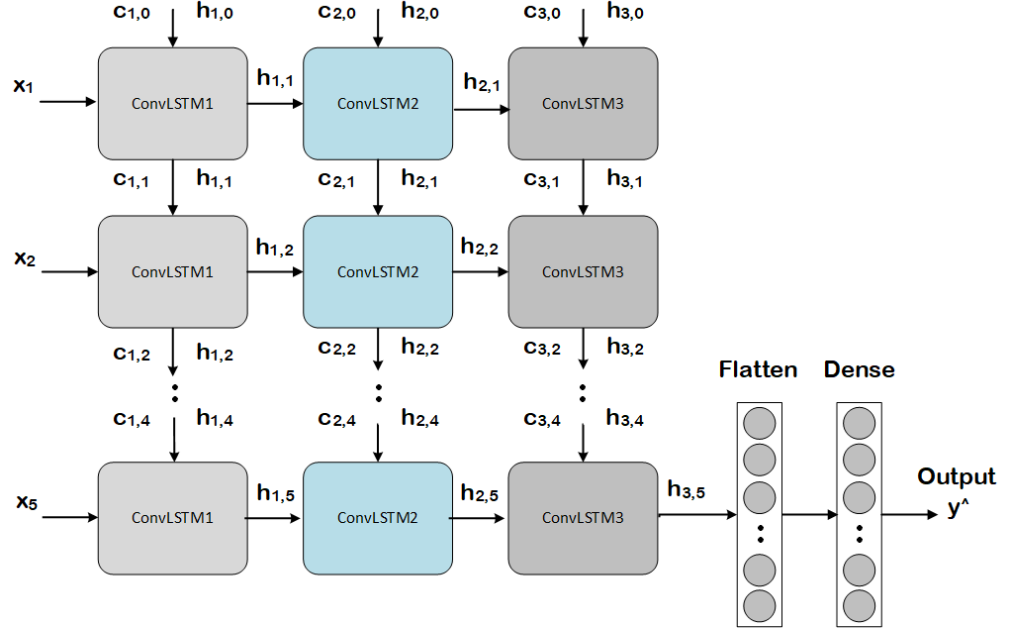 c1,0 h1,0 c2,0 h2,0 c3,0 h3,0
x1 ConvLSTM1 h1,1 ConvLSTM2 h2,1 ConvLSTM3
c1,1 h1,1 c2,1 h2,1 c3,1 h3,1
x2 ConvLSTM1 h1,2 ConvLSTM2 h2,2 ConvLSTM3
c1,2 h1,2 c2,2 h2,2 c3,2 h3,2
Flatten Dense
c1,4 h1,4 c2,4 h2,4 c3,4 h3,4
x5 ConvLSTM1 h1,5 ConvLSTM2 h2,5 ConvLSTM3 h3,5
Output
y^